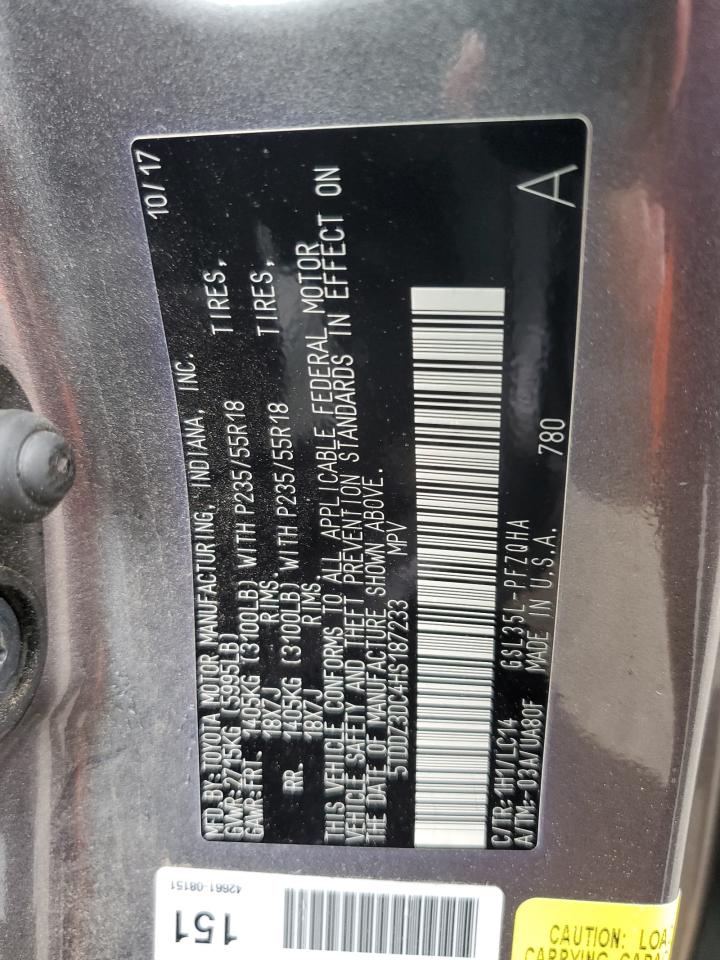 10/17
MFD BY: TOYOTA MOTOR MANUFACTURING, INDIANA, INC.
GVWR: 2715KG (5995LB)
GAWR: FRT. 1405KG (3100LB) WITH P235/55R18 TIRES,
18X7J RIMS.
RR. 1405KG (3100LB) WITH P235/55R18 TIRES,
18X7J RIMS.
THIS VEHICLE CONFORMS TO ALL APPLICABLE FEDERAL MOTOR
VEHICLE SAFETY AND THEFT PREVENTION STANDARDS IN EFFECT ON
THE DATE OF MANUFACTURE SHOWN ABOVE.
5TDDZ3DC4HS187233 MPV
C/TR: 1H1/LC14 GSL35L-PFZQHA
A/TM: -03A/UA80F MADE IN U.S.A. 780
A
42661-08151
151
CAUTION: LOA
CARRYING CAPA